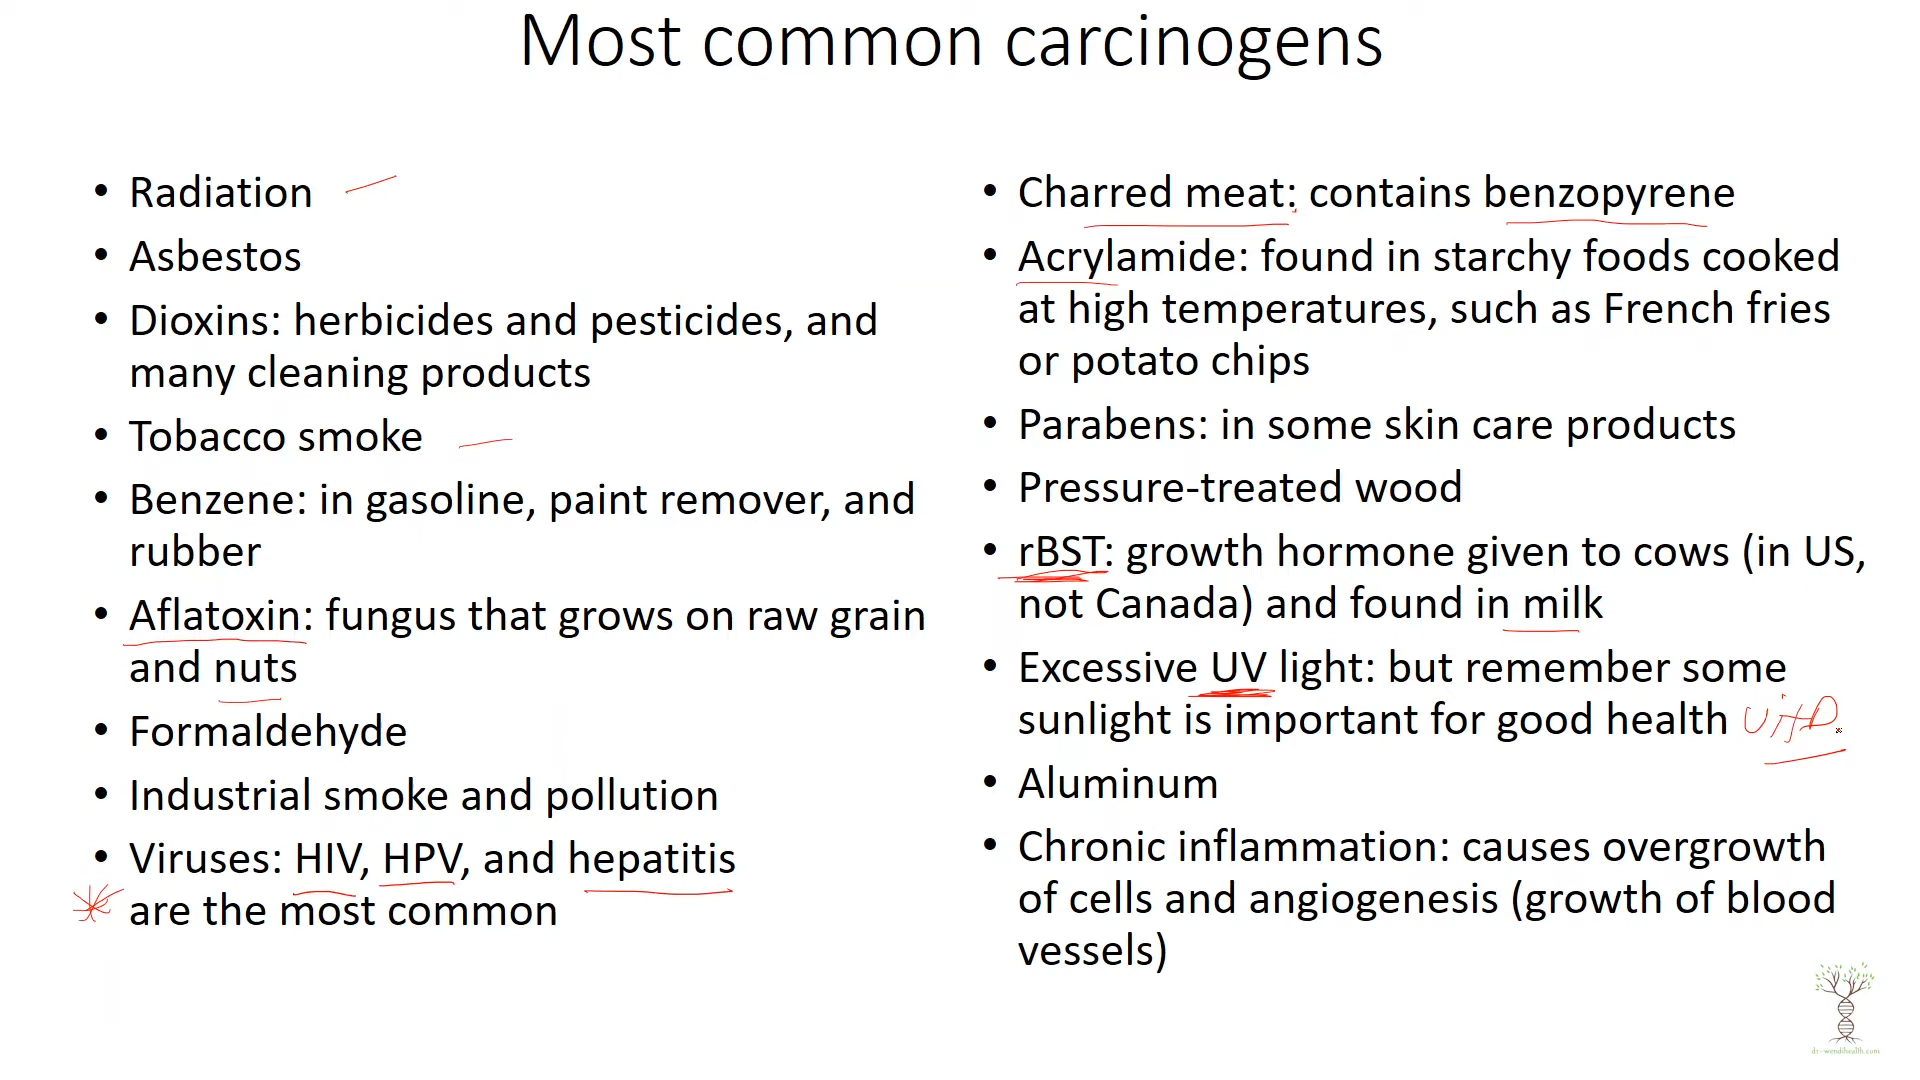 Most common carcinogens
• Radiation
• Asbestos
• Dioxins: herbicides and pesticides, and
many cleaning products
• Tobacco smoke
• Benzene: in gasoline, paint remover, and
rubber
• Aflatoxin: fungus that grows on raw grain
and nuts
• Formaldehyde
• Industrial smoke and pollution
• Viruses: HIV, HPV, and hepatitis
are the most common
• Charred meat: contains benzopyrene
• Acrylamide: found in starchy foods cooked
at high temperatures, such as French fries
or potato chips
• Parabens: in some skin care products
• Pressure-treated wood
• rBST: growth hormone given to cows (in US,
not Canada) and found in milk
• Excessive UV light: but remember some
sunlight is important for good health Vit D.
• Aluminum
• Chronic inflammation: causes overgrowth
of cells and angiogenesis (growth of blood
vessels)
dr-wendihealth.com